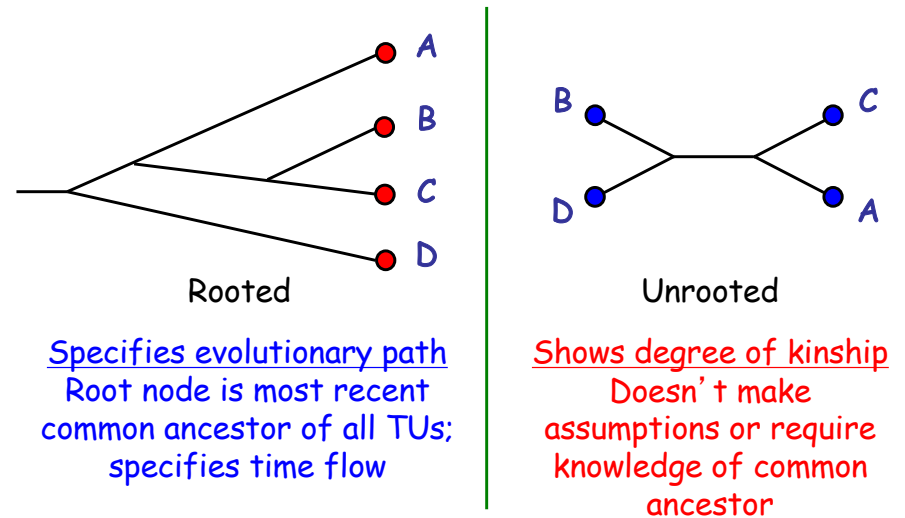 A
B
C
D
Rooted
Specifies evolutionary path
Root node is most recent
common ancestor of all TUs;
specifies time flow
B
C
D
A
Unrooted
Shows degree of kinship
Doesn’t make
assumptions or require
knowledge of common
ancestor